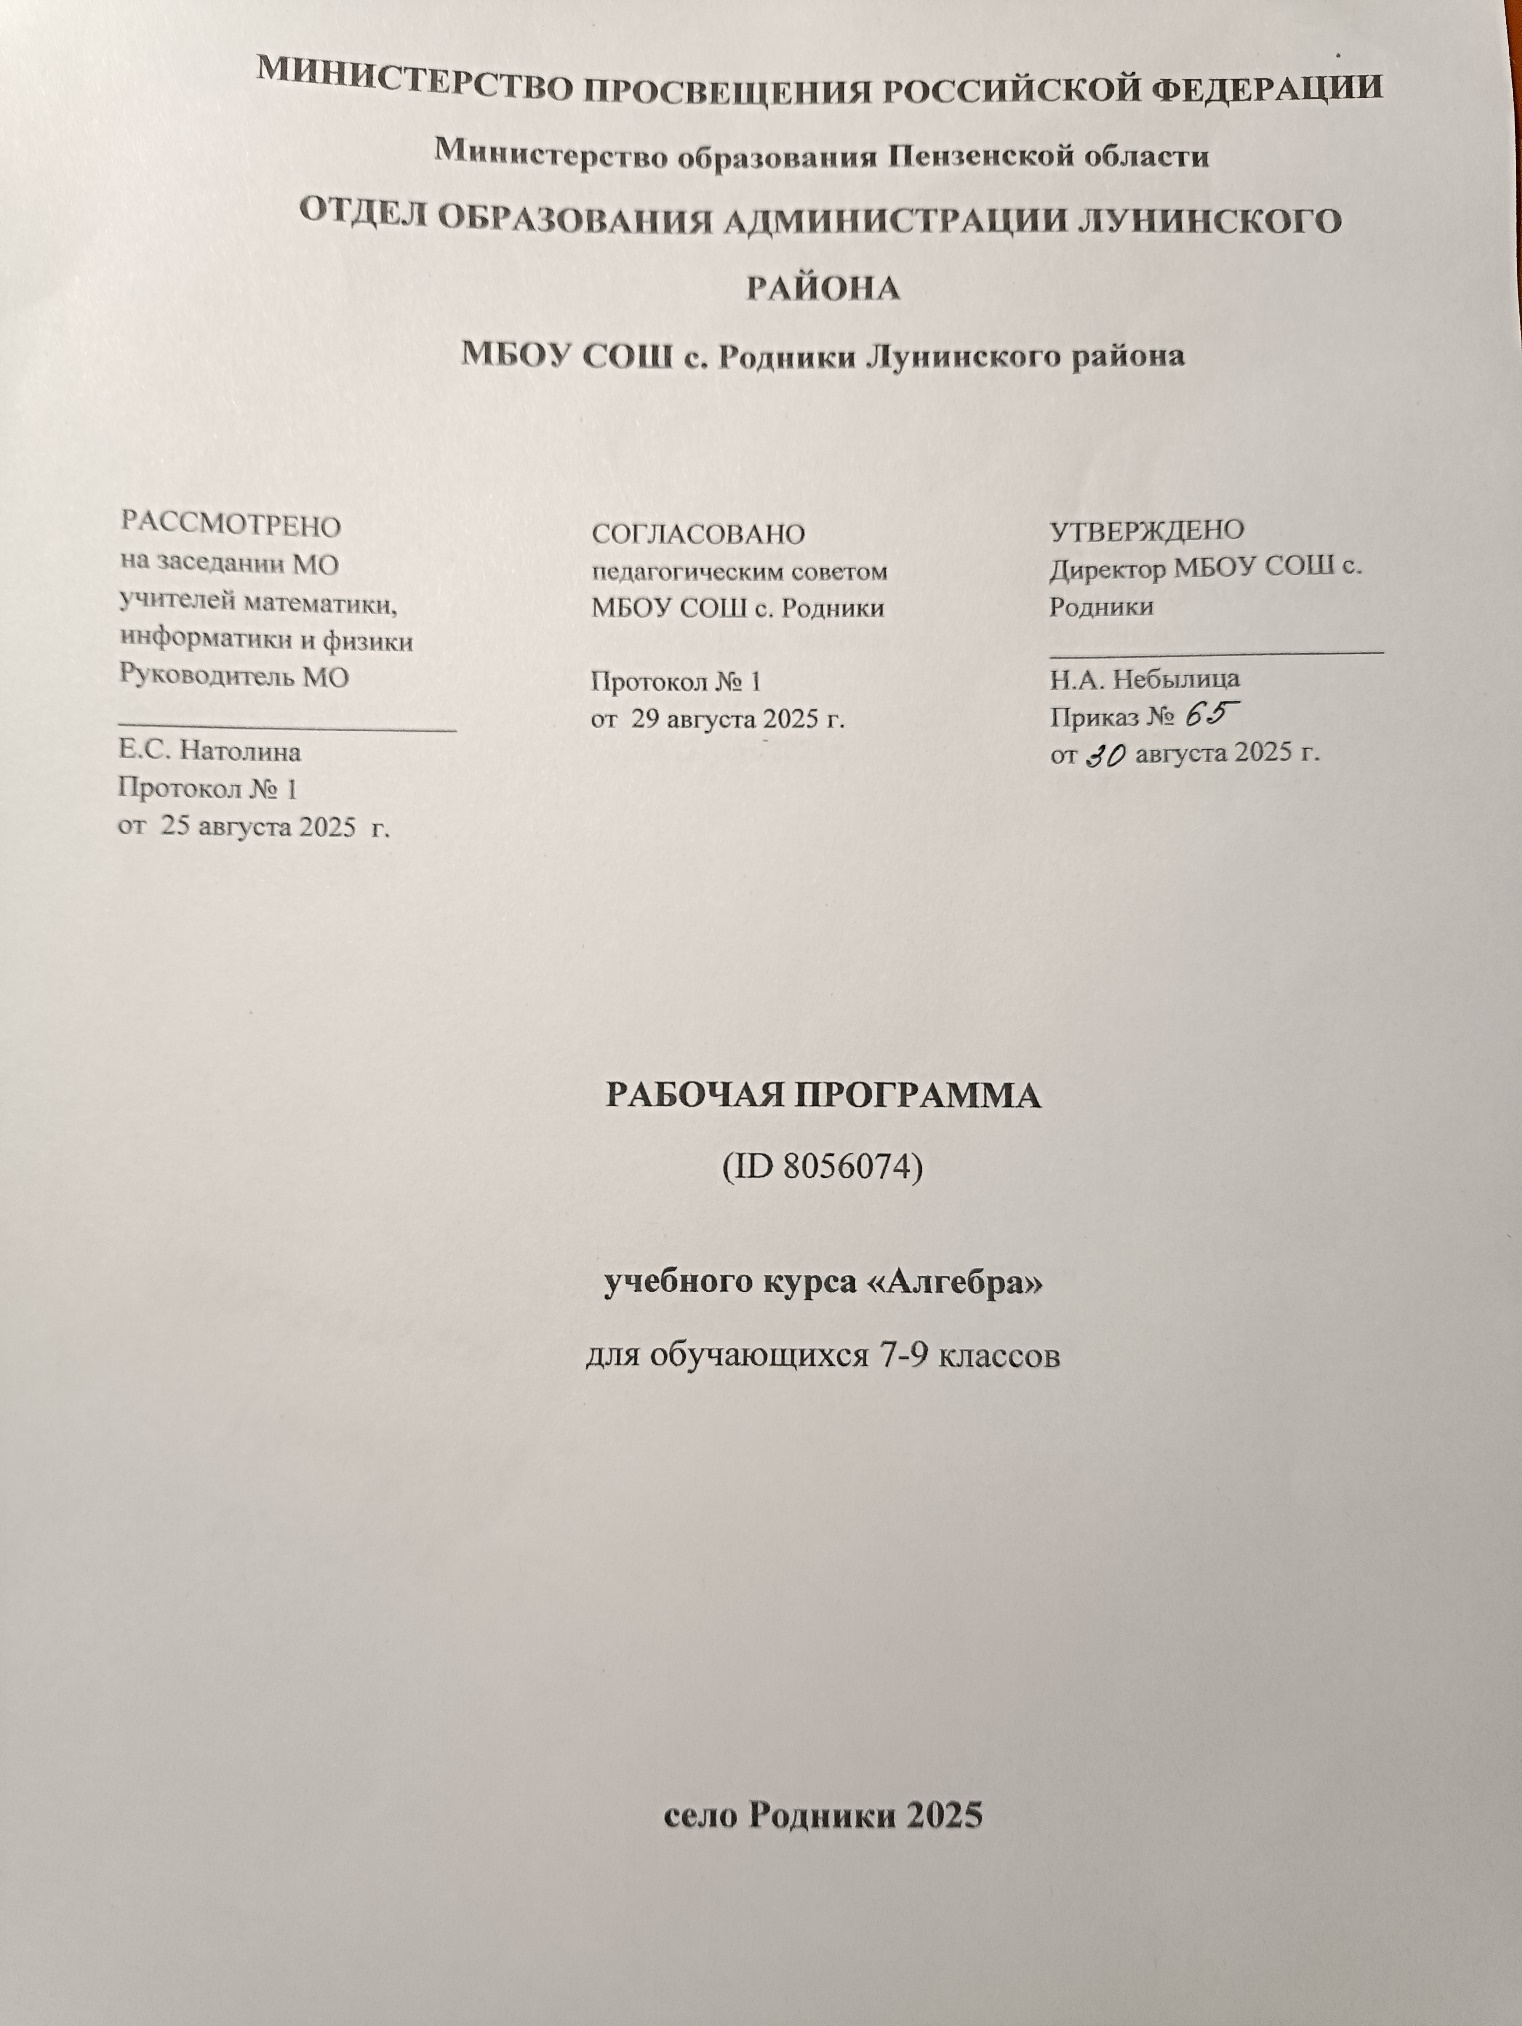 МИНИСТЕРСТВО ПРОСВЕЩЕНИЯ РОССИЙСКОЙ ФЕДЕРАЦИИ
Министерство образования Пензенской области
ОТДЕЛ ОБРАЗОВАНИЯ АДМИНИСТРАЦИИ ЛУНИНСКОГО
РАЙОНА
МБОУ СОШ с. Родники Лунинского района
РАССМОТРЕНО
на заседании МО
учителей математики,
информатики и физики
Руководитель МО
Е.С. Натолина
Протокол № 1
от 25 августа 2025 г.
СОГЛАСОВАНО
педагогическим советом
МБОУ СОШ с. Родники
Протокол № 1
от 29 августа 2025 г.
УТВЕРЖДЕНО
Директор МБОУ СОШ с.
Родники
Н.А. Небылица
Приказ № 65
от 30 августа 2025 г.
РАБОЧАЯ ПРОГРАММА
(ID 8056074)
учебного курса «Алгебра»
для обучающихся 7-9 классов
село Родники 2025